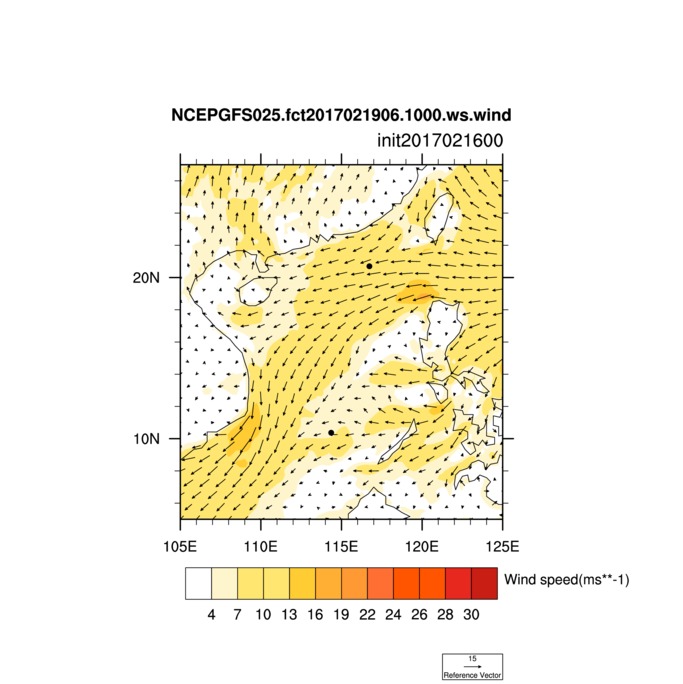 NCEPGFS025.fct2017021906.1000.ws.wind
init2017021600
20N
10N
105E 110E 115E 120E 125E
Wind speed(ms**-1)
4 7 10 13 16 19 22 24 26 28 30
15
Reference Vector